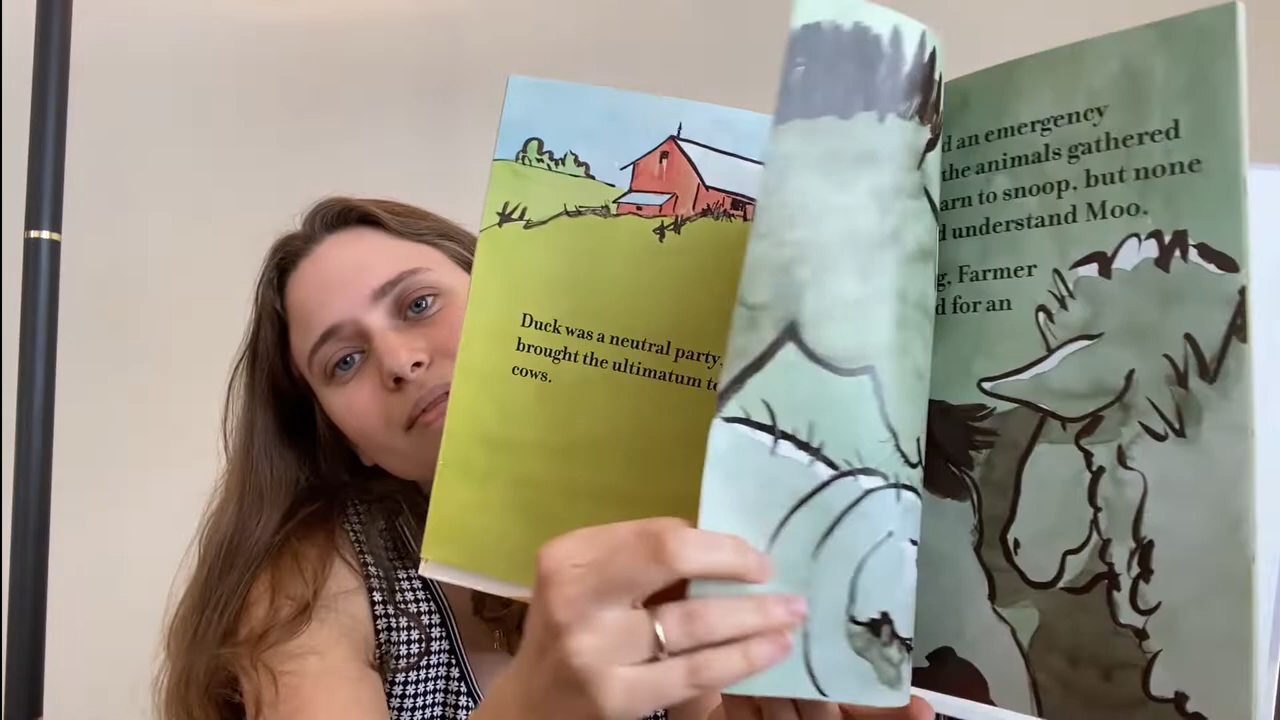 Duck was a neutral party,
brought the ultimatum to
cows.
an emergency
the animals gathered
to snoop, but none
understand Moo.
Farmer
for an